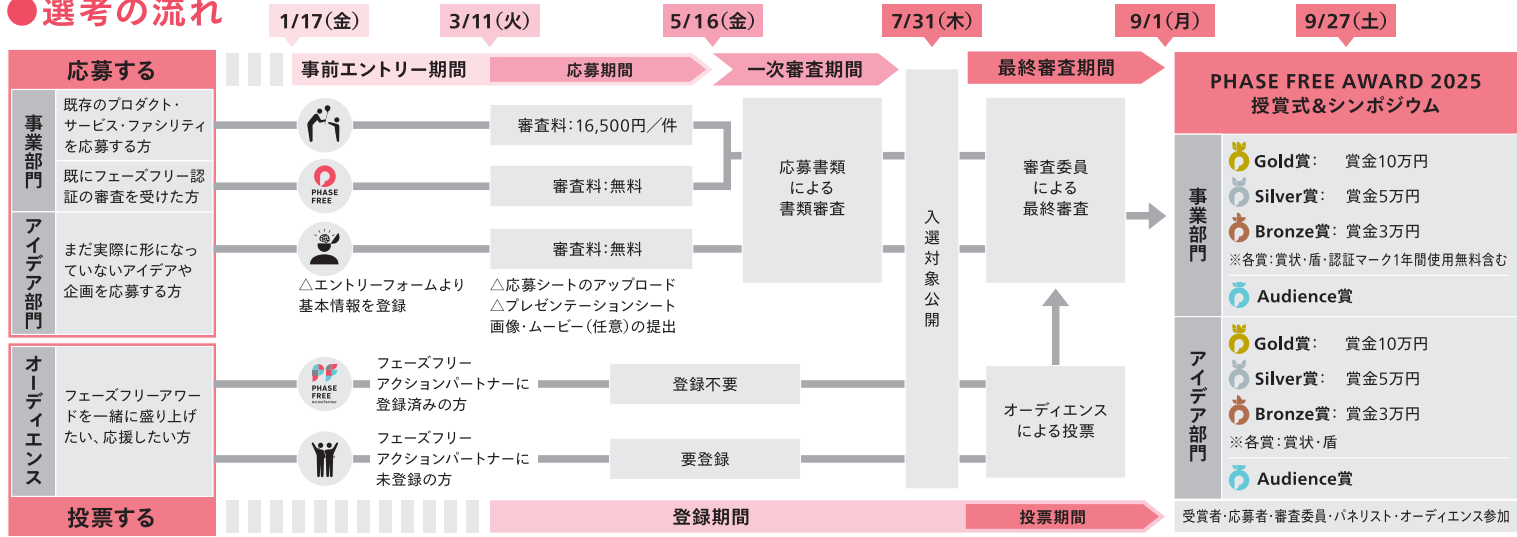 ●選考の流れ
1/17（金）
3/11（火）
5/16（金）
7/31（木）
9/1（月）
9/27（土）
応募する
事前エントリー期間
応募期間
一次審査期間
最終審査期間
事業部門
既存のプロダクト・
サービス・ファシリティ
を応募する方
審査料：16,500円／件
既にフェーズフリー認
証の審査を受けた方
PHASE
FREE
審査料：無料
アイデア部門
まだ実際に形になっ
ていないアイデアや
企画を応募する方
審査料：無料
△エントリーフォームより
基本情報を登録
△応募シートのアップロード
△プレゼンテーションシート
画像・ムービー（任意）の提出
応募書類
による
書類審査
入選対象公開
審査委員
による
最終審査
オーディエンス
フェーズフリーアワー
ドを一緒に盛り上げ
たい、応援したい方
PHASE
FREE
Action Partner
フェーズフリー
アクションパートナーに
登録済みの方
登録不要
フェーズフリー
アクションパートナーに
未登録の方
要登録
オーディエンス
による投票
投票する
登録期間
投票期間
PHASE FREE AWARD 2025
授賞式&シンポジウム
事業部門
Gold賞： 賞金10万円
Silver賞： 賞金5万円
Bronze賞： 賞金3万円
※各賞：賞状・盾・認証マーク1年間使用無料含む
Audience賞
アイデア部門
Gold賞： 賞金10万円
Silver賞： 賞金5万円
Bronze賞： 賞金3万円
※各賞：賞状・盾
Audience賞
受賞者・応募者・審査委員・パネリスト・オーディエンス参加